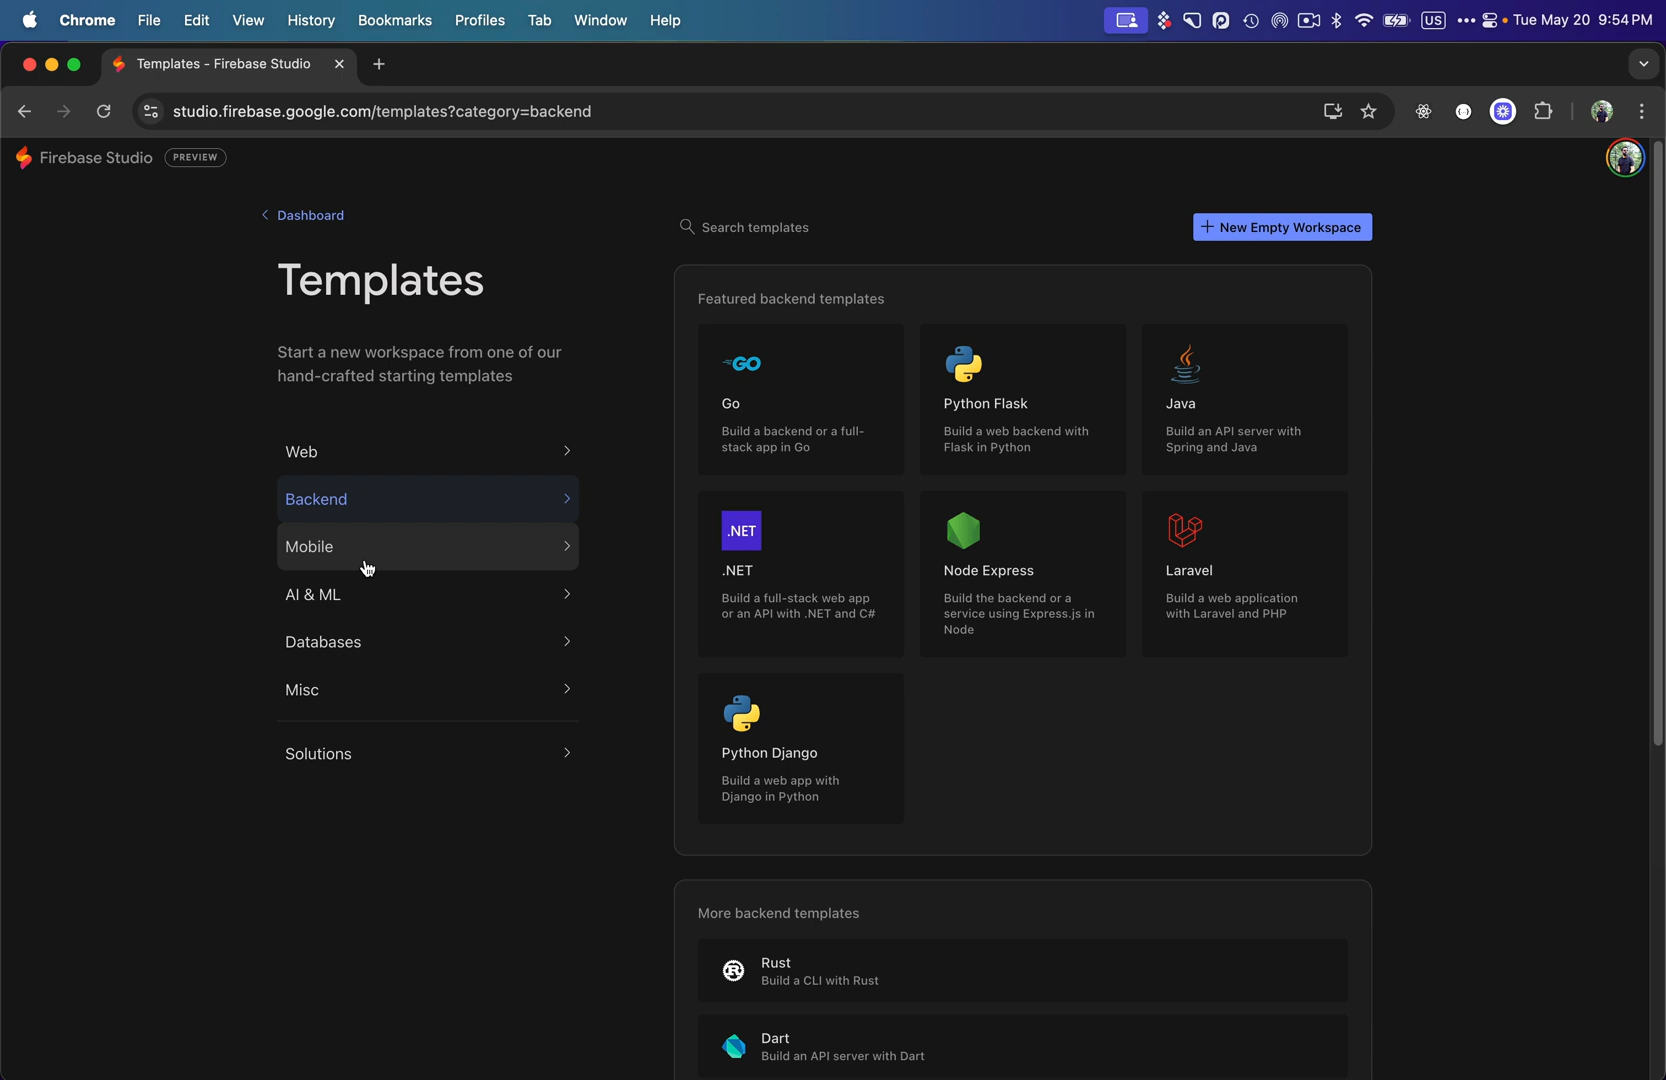 Chrome File Edit View History Bookmarks Profiles Tab Window Help US Tue May 20 9:54 PM
Templates - Firebase Studio
studio.firebase.google.com/templates?category=backend
Firebase Studio PREVIEW
Dashboard
Templates
Start a new workspace from one of our
hand-crafted starting templates
Web
Backend
Mobile
AI & ML
Databases
Misc
Solutions
Search templates
New Empty Workspace
Featured backend templates
GO
Go
Build a backend or a full-
stack app in Go
Python Flask
Build a web backend with
Flask in Python
Java
Build an API server with
Spring and Java
.NET
.NET
Build a full-stack web app
or an API with .NET and C#
Node Express
Build the backend or a
service using Express.js in
Node
Laravel
Build a web application
with Laravel and PHP
Python Django
Build a web app with
Django in Python
More backend templates
Rust
Build a CLI with Rust
Dart
Build an API server with Dart